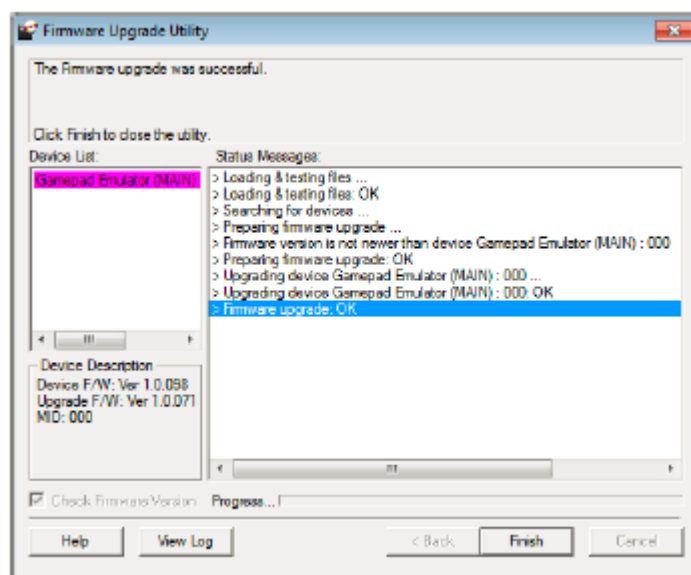 Firmware Upgrade Utility
The Firmware upgrade was successful.
Click Finish to close the utility.
Device List:
Status Messages:
Gamepad Emulator (MAIN)
> Loading & testing files ...
> Loading & testing files: OK
> Searching for devices ...
> Preparing firmware upgrade ...
> Firmware version is not newer than device Gamepad Emulator (MAIN) : 000
> Preparing firmware upgrade: OK
> Upgrading device Gamepad Emulator (MAIN) : 000 ...
> Upgrading device Gamepad Emulator (MAIN) : 000: OK
> Firmware upgrade: OK
Device Description
Device F/W: Ver 1.0.098
Upgrade F/W: Ver 1.0.071
MID: 000
Check Firmware Version
Progress...
Help
View Log
< Back
Finish
Cancel